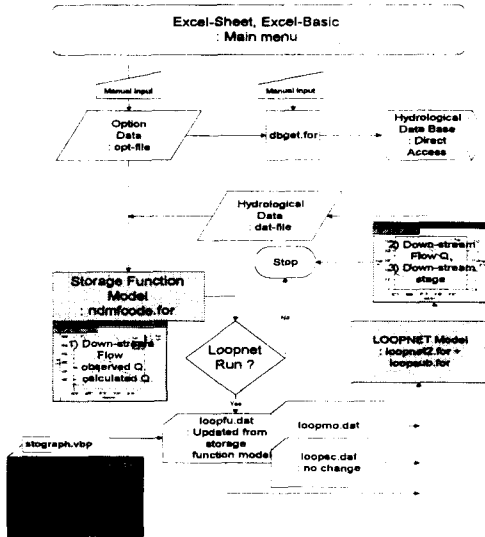 Excel-Sheet, Excel-Basic
: Main menu
Manual Input
Manual Input
Option
Data
: opt-file
dbget.for
Hydrological
Data Base
: Direct
Access
Hydrological
Data
: dat-file
Stop
2) Down-stream
Flow Q,
3) Down-stream
stage
Storage Function
Model
: ndmfoode.for
No
1) Down-stream
Flow
observed Q,
calculated Q
Loopnet
Run ?
LOOPNET Model
: loopnet2.for +
loopsub.for
Yes
loopfu.dat
: Updated from
storage
function model
loopmo.dat
stograph.vbp
loopsc.dat
: no change